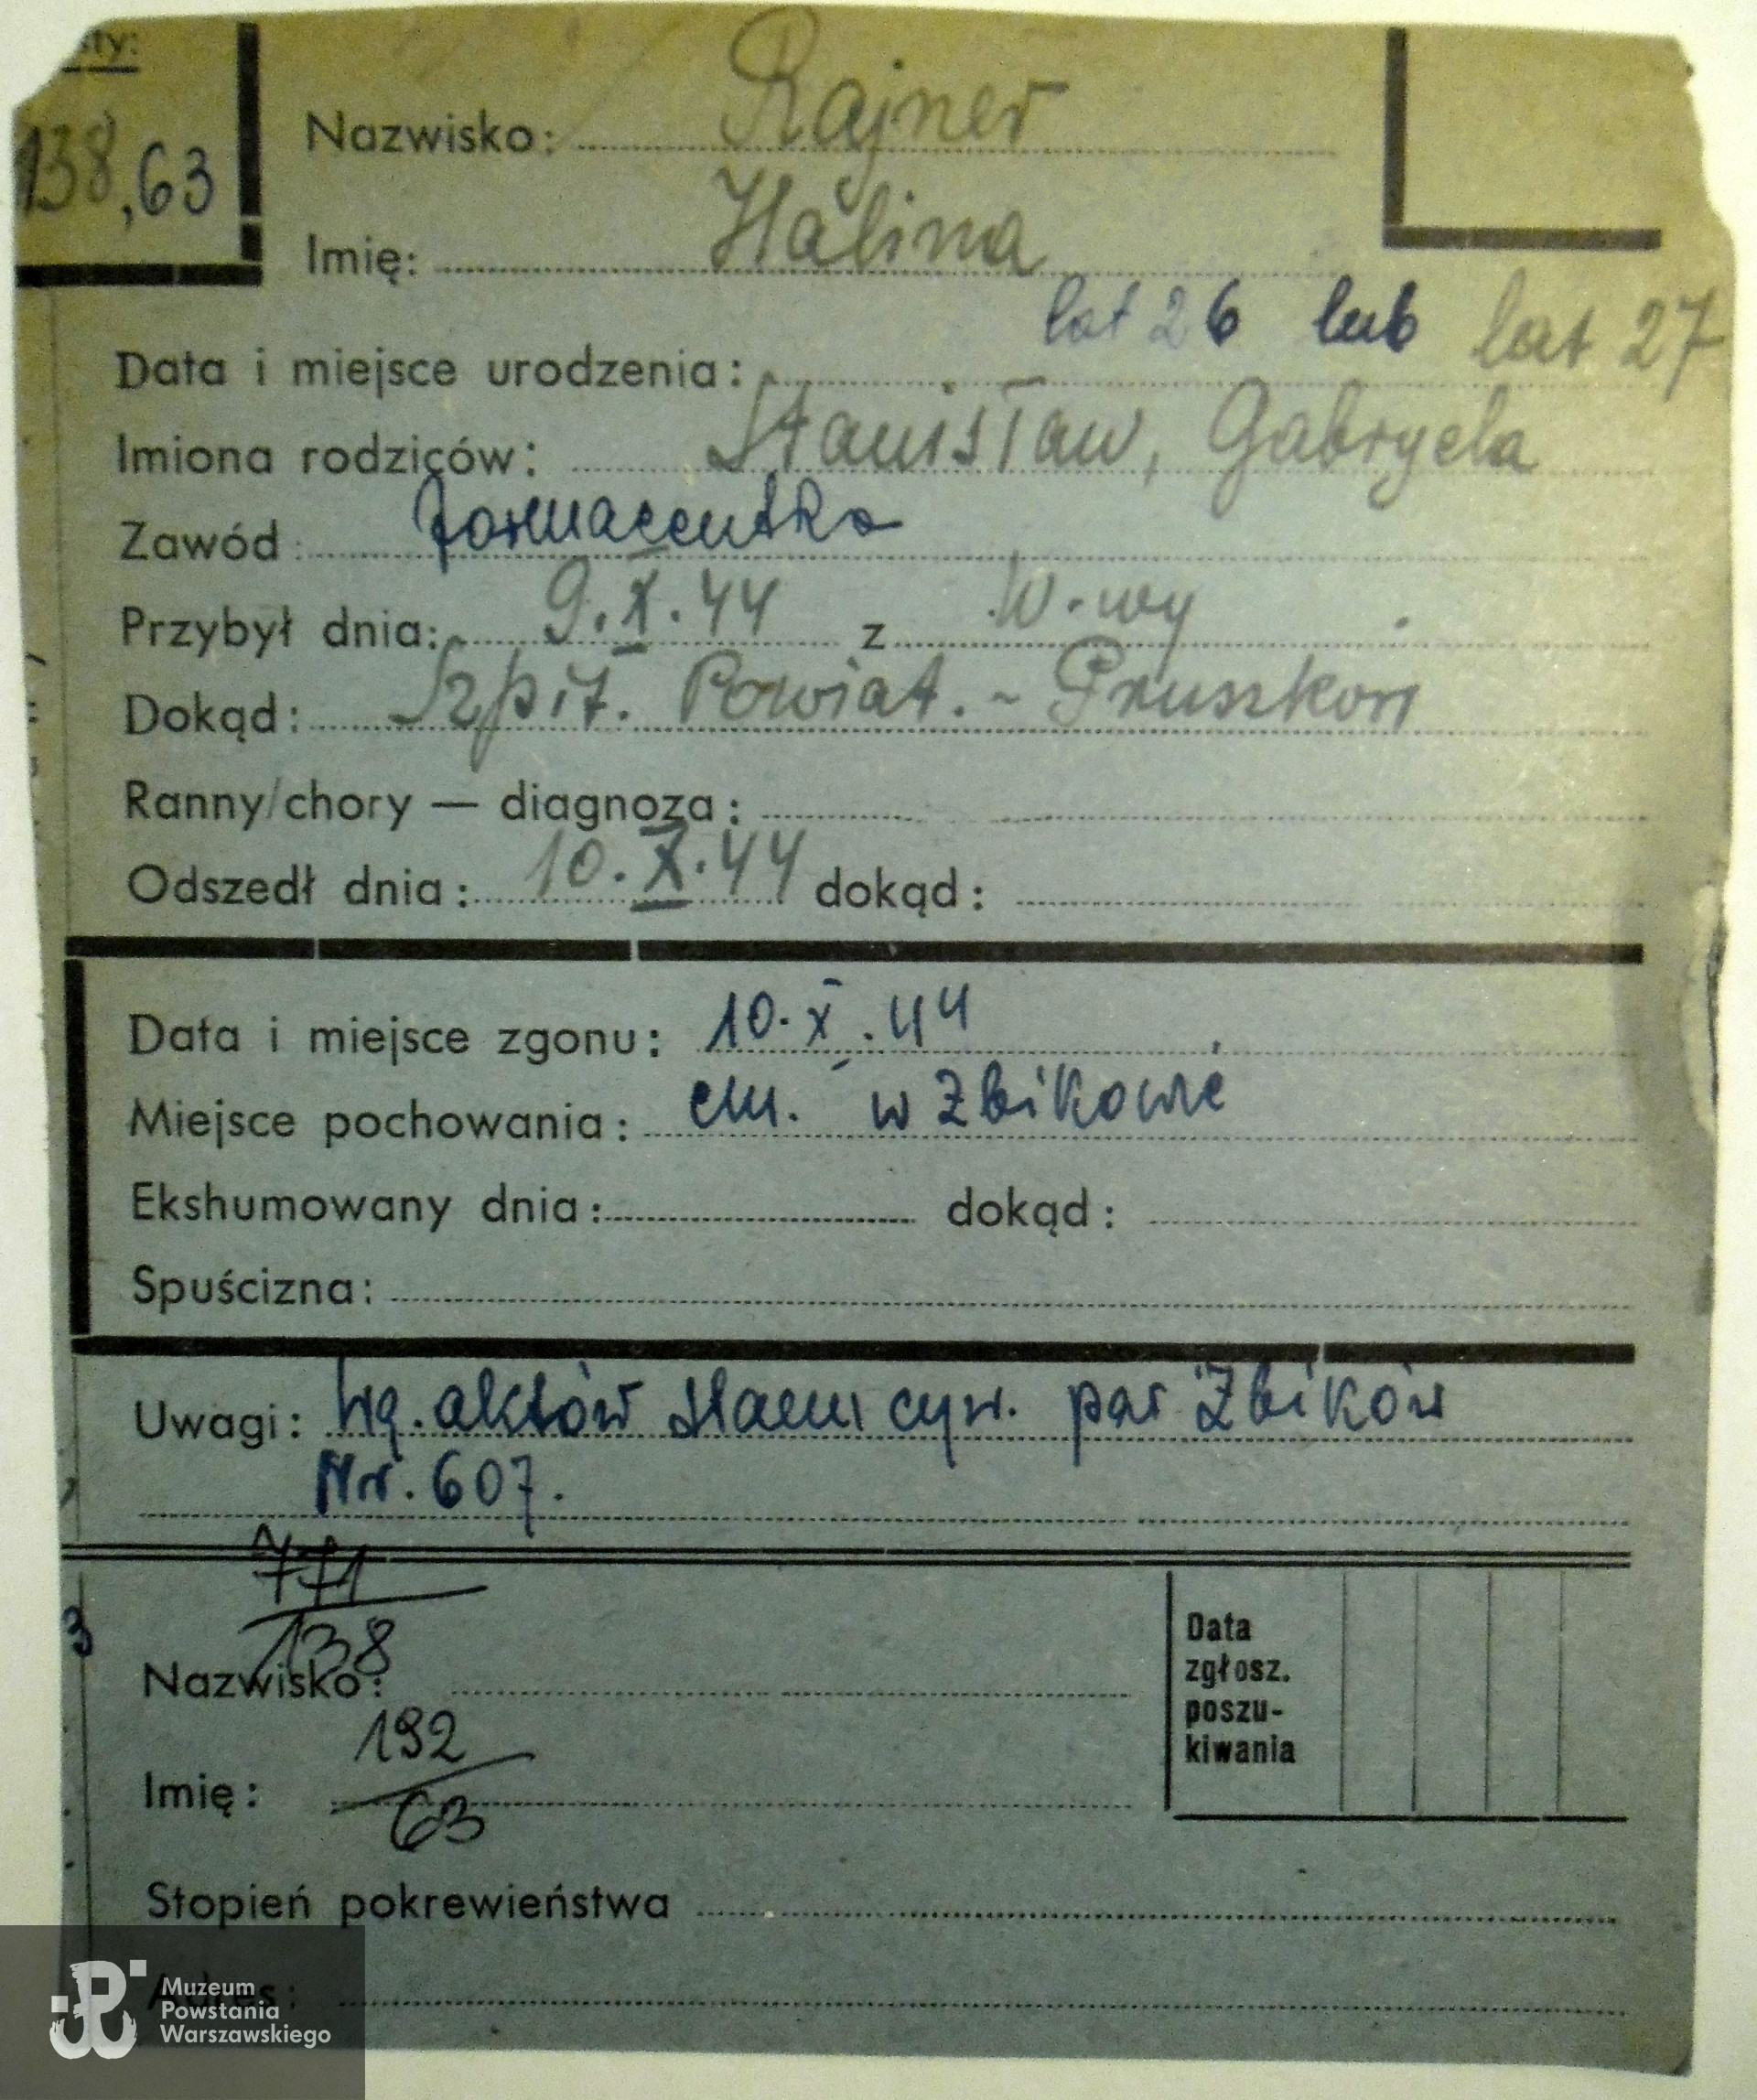 sty:
138,63
Nazwisko: Rajner
Imię: Halina
lat 26 lub lat 27
Data i miejsce urodzenia:
Imiona rodziców: Stanisław, Gabryela
Zawód: farmaceutka
Przybył dnia: 9.X.44 z W-wy
Dokąd: Szpit. Powiat. - Pruszków
Ranny/chory — diagnoza:
Odszedł dnia: 10.X.44 dokąd:
Data i miejsce zgonu: 10.X.44
Miejsce pochowania: cm. w Żbikowie
Ekshumowany dnia: dokąd:
Spuścizna:
Uwagi: wg. aktów stanu cyw. par Żbików
Nr. 607.
771
138
3
Nazwisko:
192
Imię:
63
Data
zgłosz.
poszu-
kiwania
Stopień pokrewieństwa
Adres:
Muzeum
Powstania
Warszawskiego